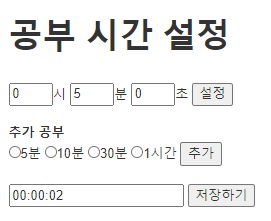 공부 시간 설정
0 시 5 분 0 초 설정
추가 공부
5분 10분 30분 1시간 추가
00:00:02 저장하기